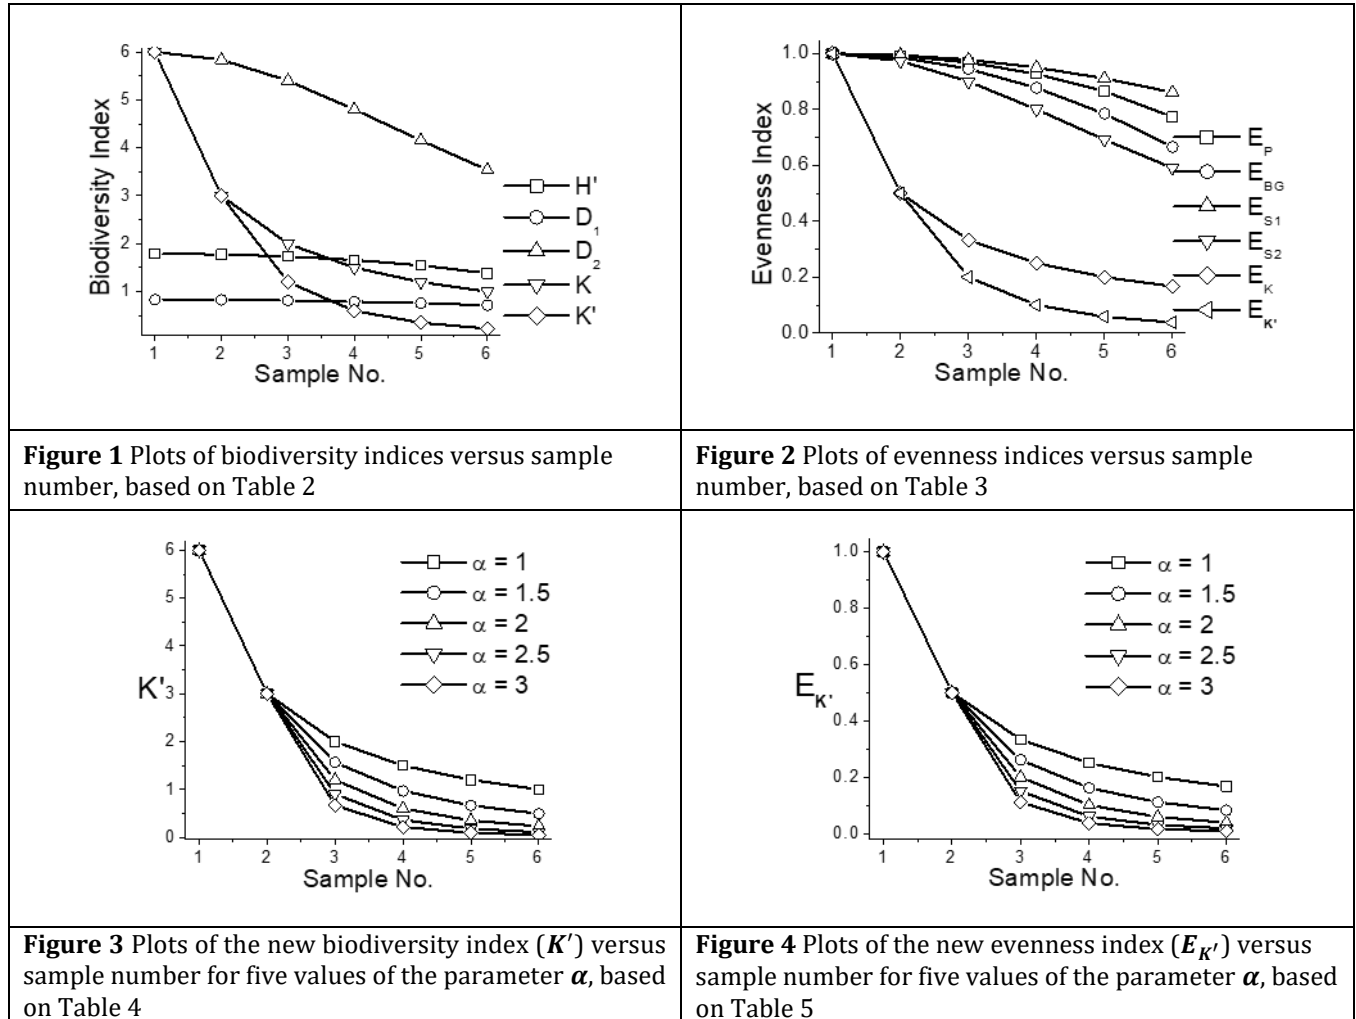 Biodiversity Index
6
5
4
3
2
1
1 2 3 4 5 6
Sample No.
H'
D1
D2
K
K'
Figure 1 Plots of biodiversity indices versus sample
number, based on Table 2
Evenness Index
1.0
0.8
0.6
0.4
0.2
0.0
1 2 3 4 5 6
Sample No.
EP
EBG
ES1
ES2
EK
EK'
Figure 2 Plots of evenness indices versus sample
number, based on Table 3
K'
6
5
4
3
2
1
0
1 2 3 4 5 6
Sample No.
α = 1
α = 1.5
α = 2
α = 2.5
α = 3
Figure 3 Plots of the new biodiversity index (K′) versus
sample number for five values of the parameter α, based
on Table 4
EK'
1.0
0.8
0.6
0.4
0.2
0.0
1 2 3 4 5 6
Sample No.
α = 1
α = 1.5
α = 2
α = 2.5
α = 3
Figure 4 Plots of the new evenness index (EK′) versus
sample number for five values of the parameter α, based
on Table 5